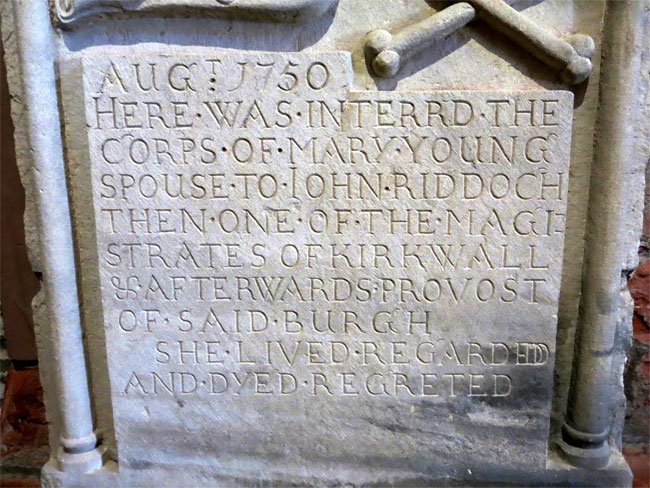 AUGT. 1750
HERE·WAS·INTERRD·THE
CORPS·OF·MARY·YOUNG
SPOUSE·TO·IOHN·RIDDOCH
THEN·ONE·OF·THE·MAGI-
STRATES OF KIRKWALL
&·AFTERWARDS·PROVOST
OF·SAID·BURGH
SHE·LIVED·REGARDED
AND·DYED·REGRETED